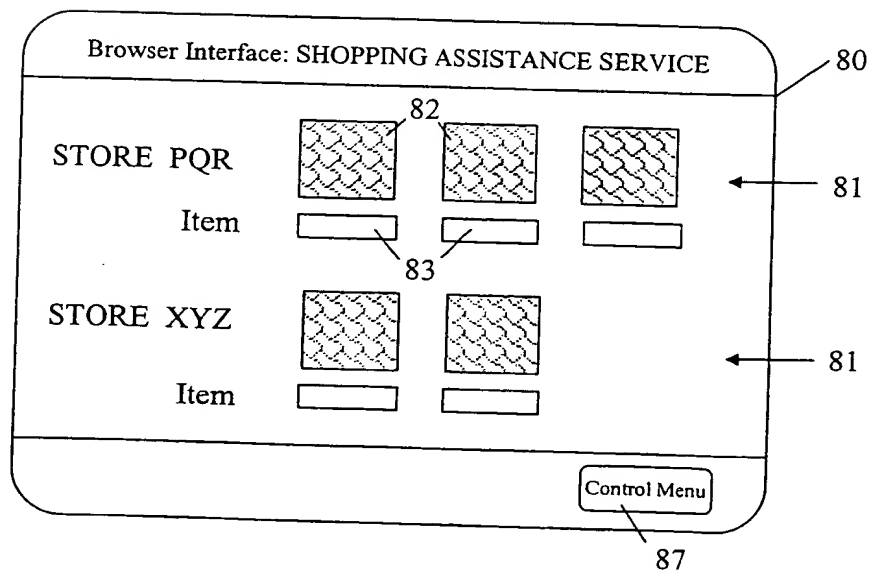 Browser Interface: SHOPPING ASSISTANCE SERVICE
80
82
STORE PQR
81
Item
83
STORE XYZ
81
Item
Control Menu
87